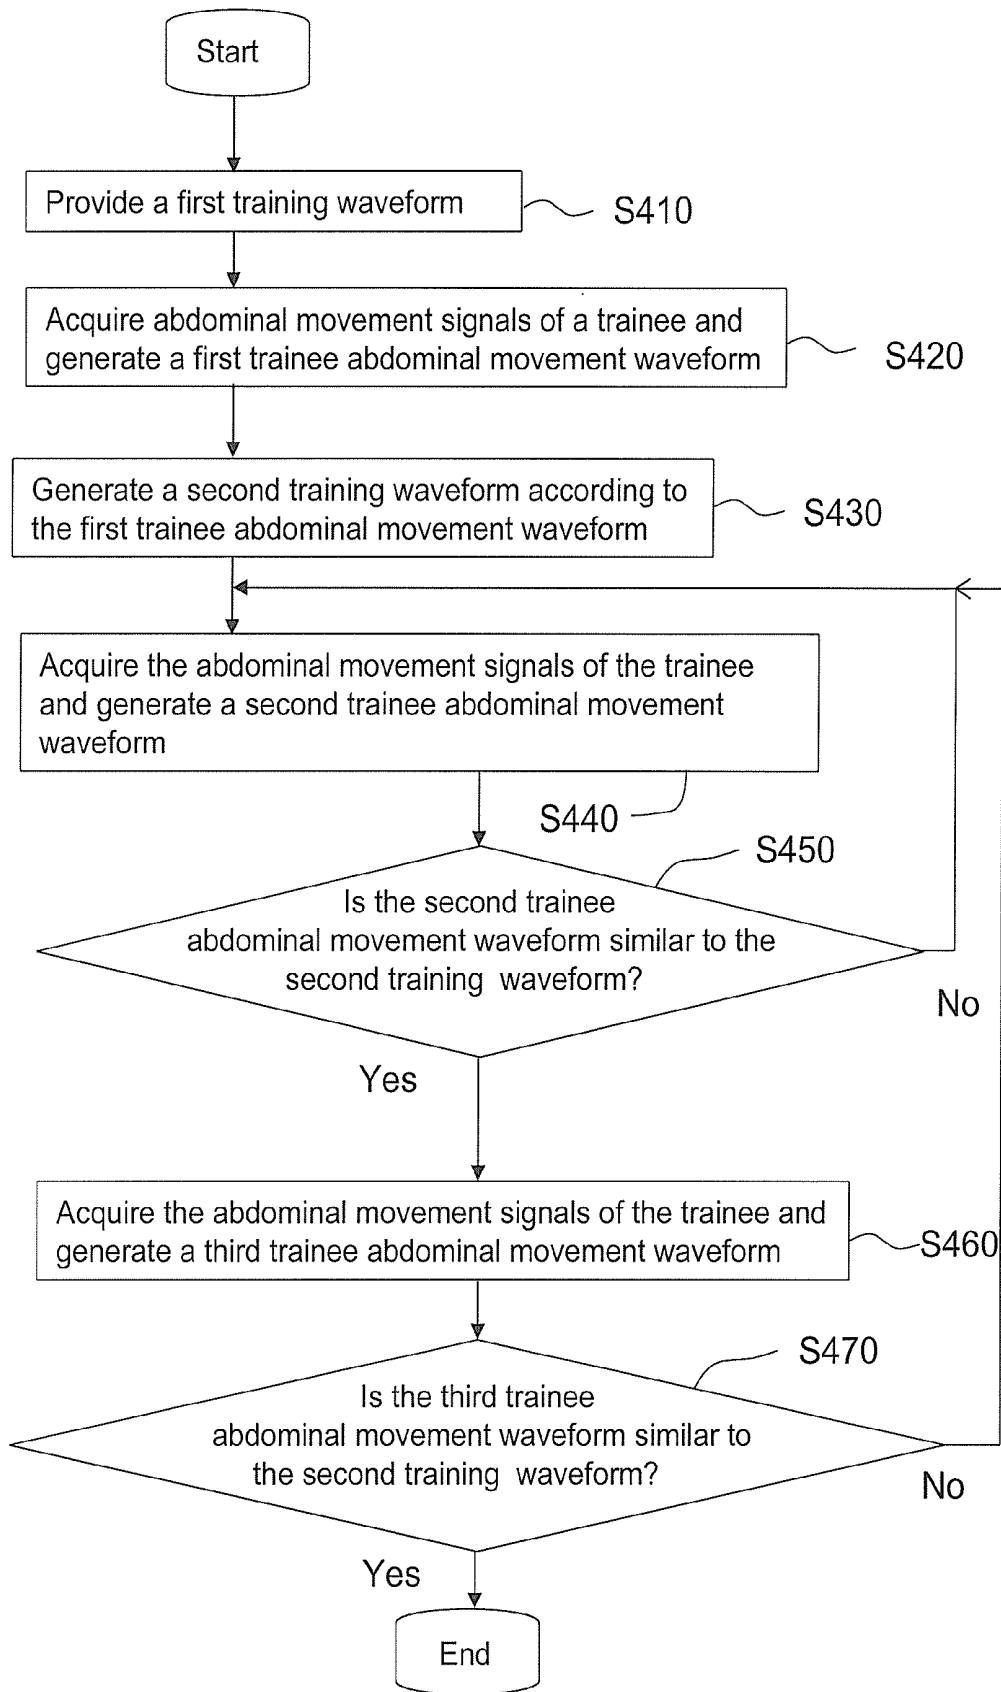 Start
Provide a first training waveform
S410
Acquire abdominal movement signals of a trainee and
generate a first trainee abdominal movement waveform
S420
Generate a second training waveform according to
the first trainee abdominal movement waveform
S430
Acquire the abdominal movement signals of the trainee
and generate a second trainee abdominal movement
waveform
S440
S450
Is the second trainee
abdominal movement waveform similar to the
second training waveform?
No
Yes
Acquire the abdominal movement signals of the trainee and
generate a third trainee abdominal movement waveform
S460
S470
Is the third trainee
abdominal movement waveform similar to
the second training waveform?
No
Yes
End